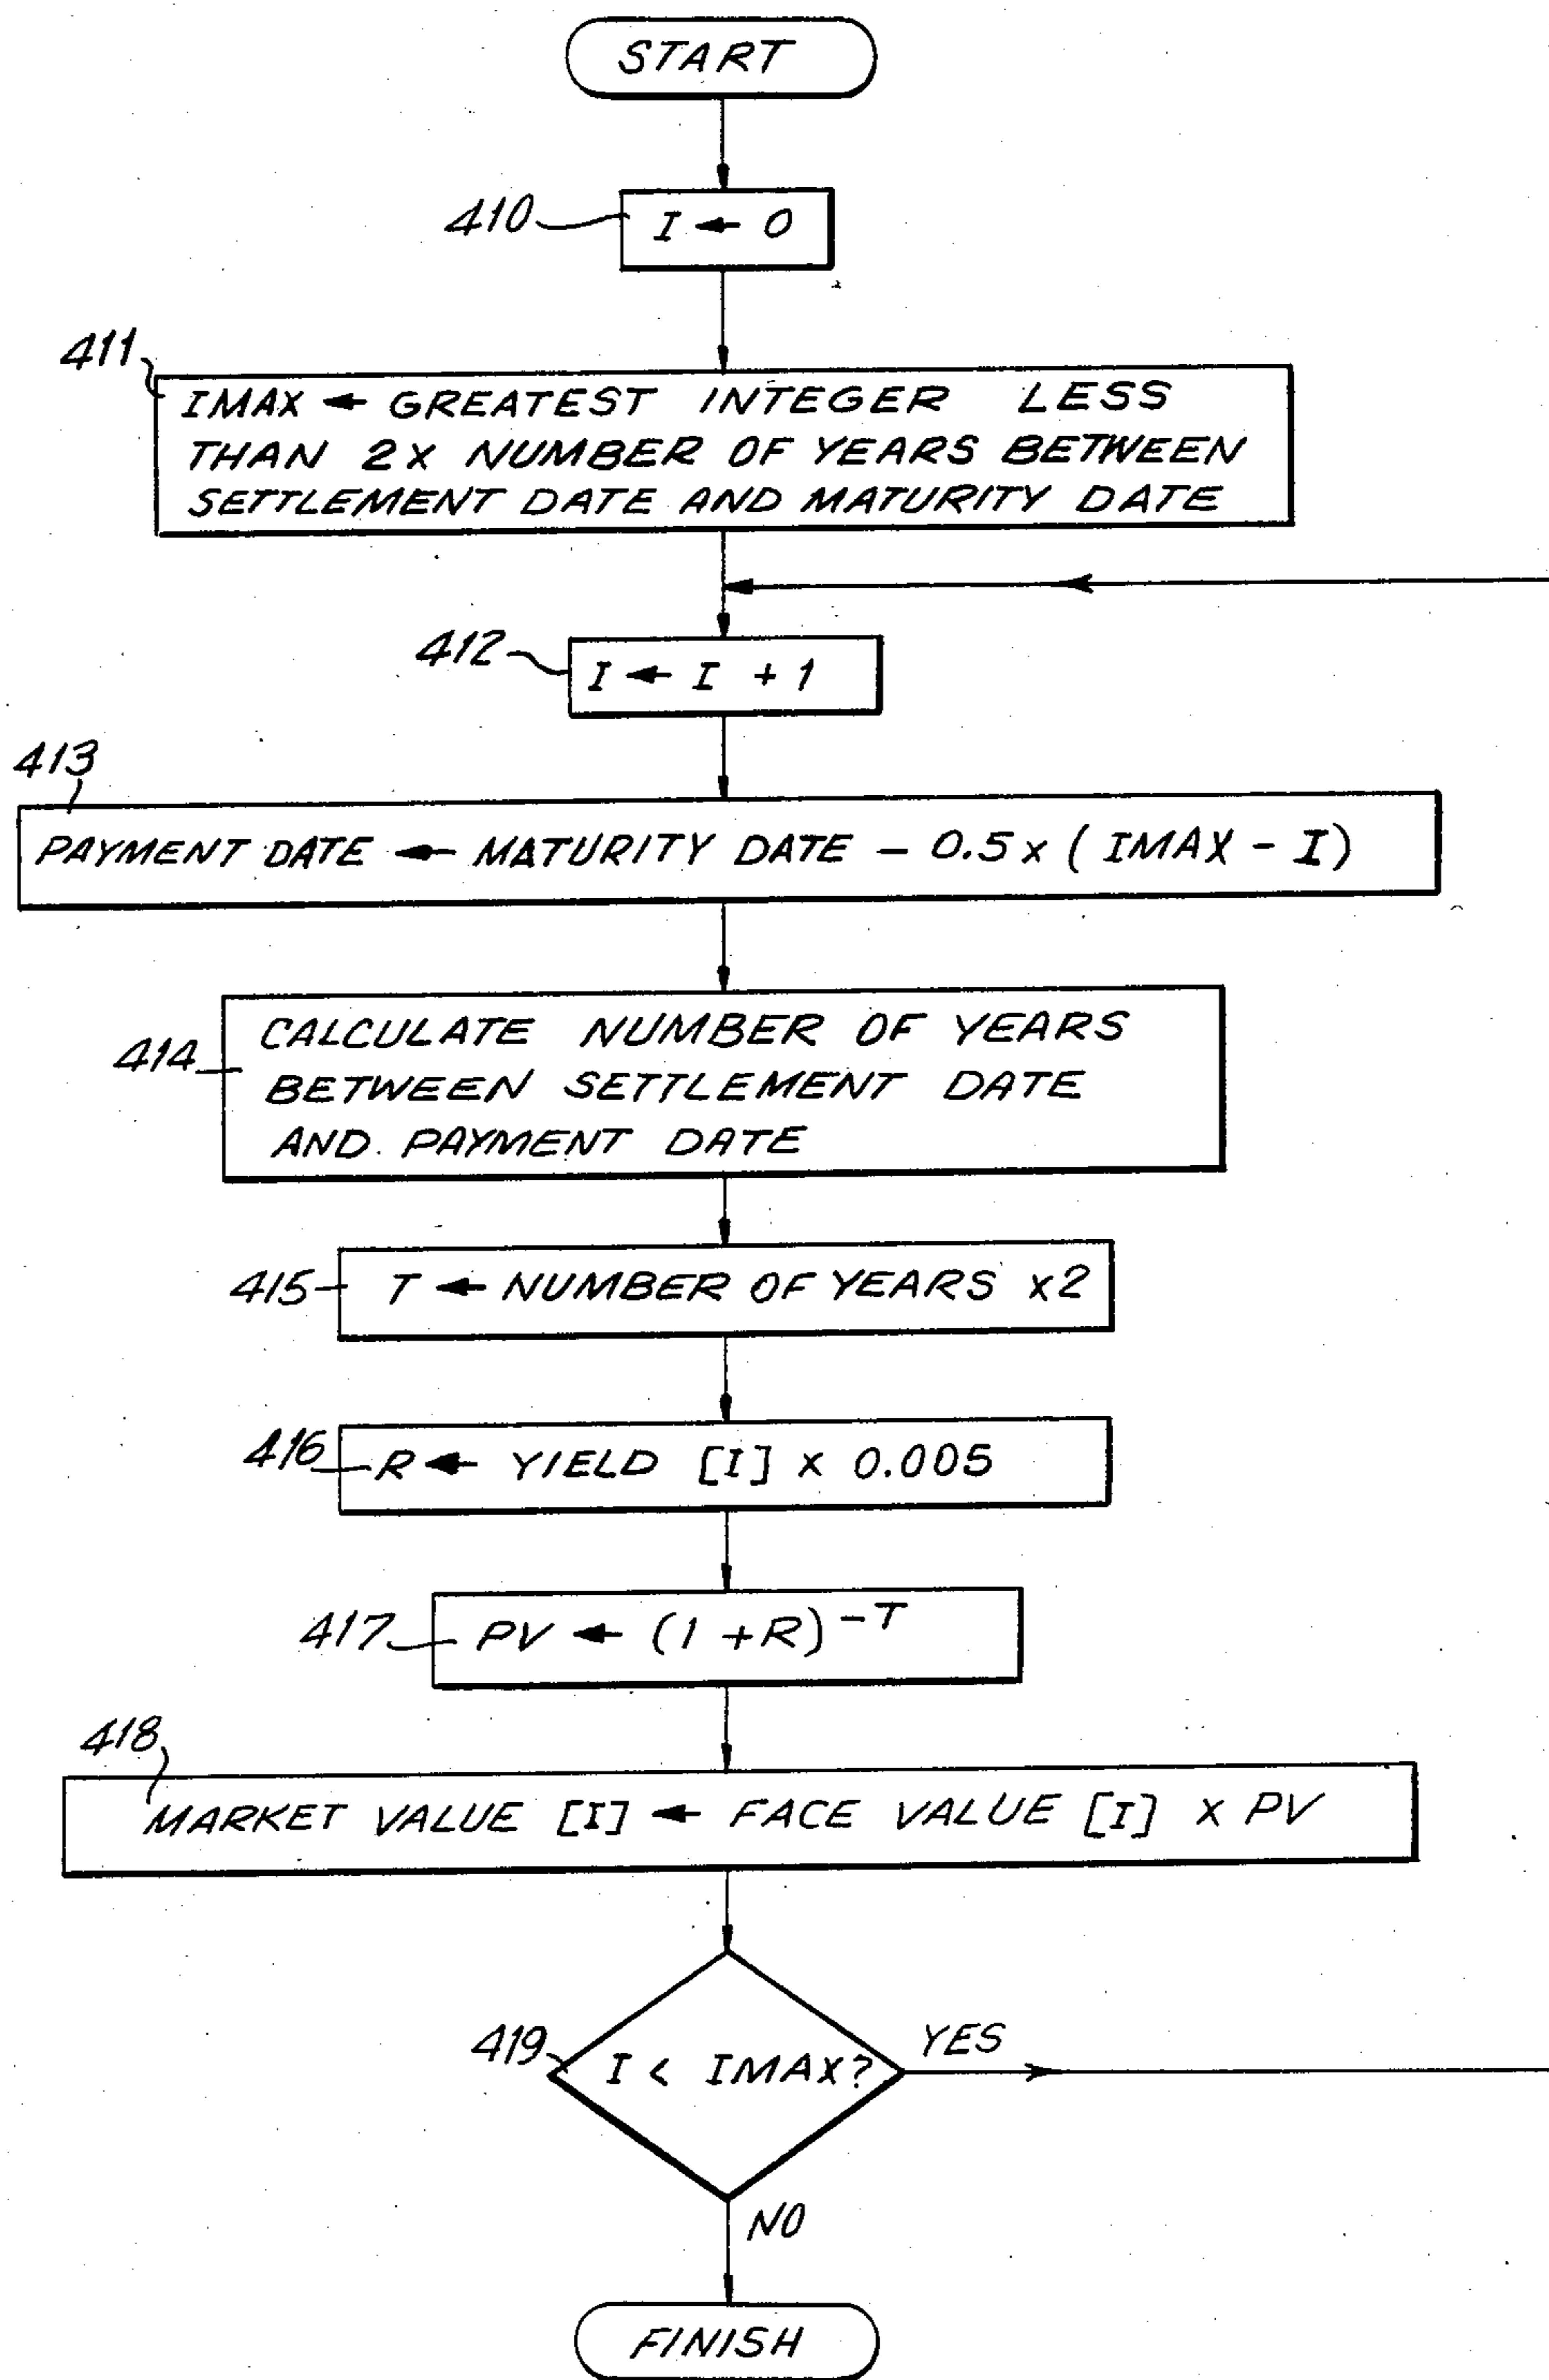 START
410
I ← 0
411
IMAX ← GREATEST INTEGER LESS
THAN 2X NUMBER OF YEARS BETWEEN
SETTLEMENT DATE AND MATURITY DATE
412
I ← I + 1
413
PAYMENT DATE ← MATURITY DATE - 0.5 x ( IMAX - I )
414
CALCULATE NUMBER OF YEARS
BETWEEN SETTLEMENT DATE
AND PAYMENT DATE
415
T ← NUMBER OF YEARS x2
416
R ← YIELD [I] x 0.005
417
PV ← (1 + R)^-T
418
MARKET VALUE [I] ← FACE VALUE [I] X PV
419
I < IMAX?
YES
NO
FINISH